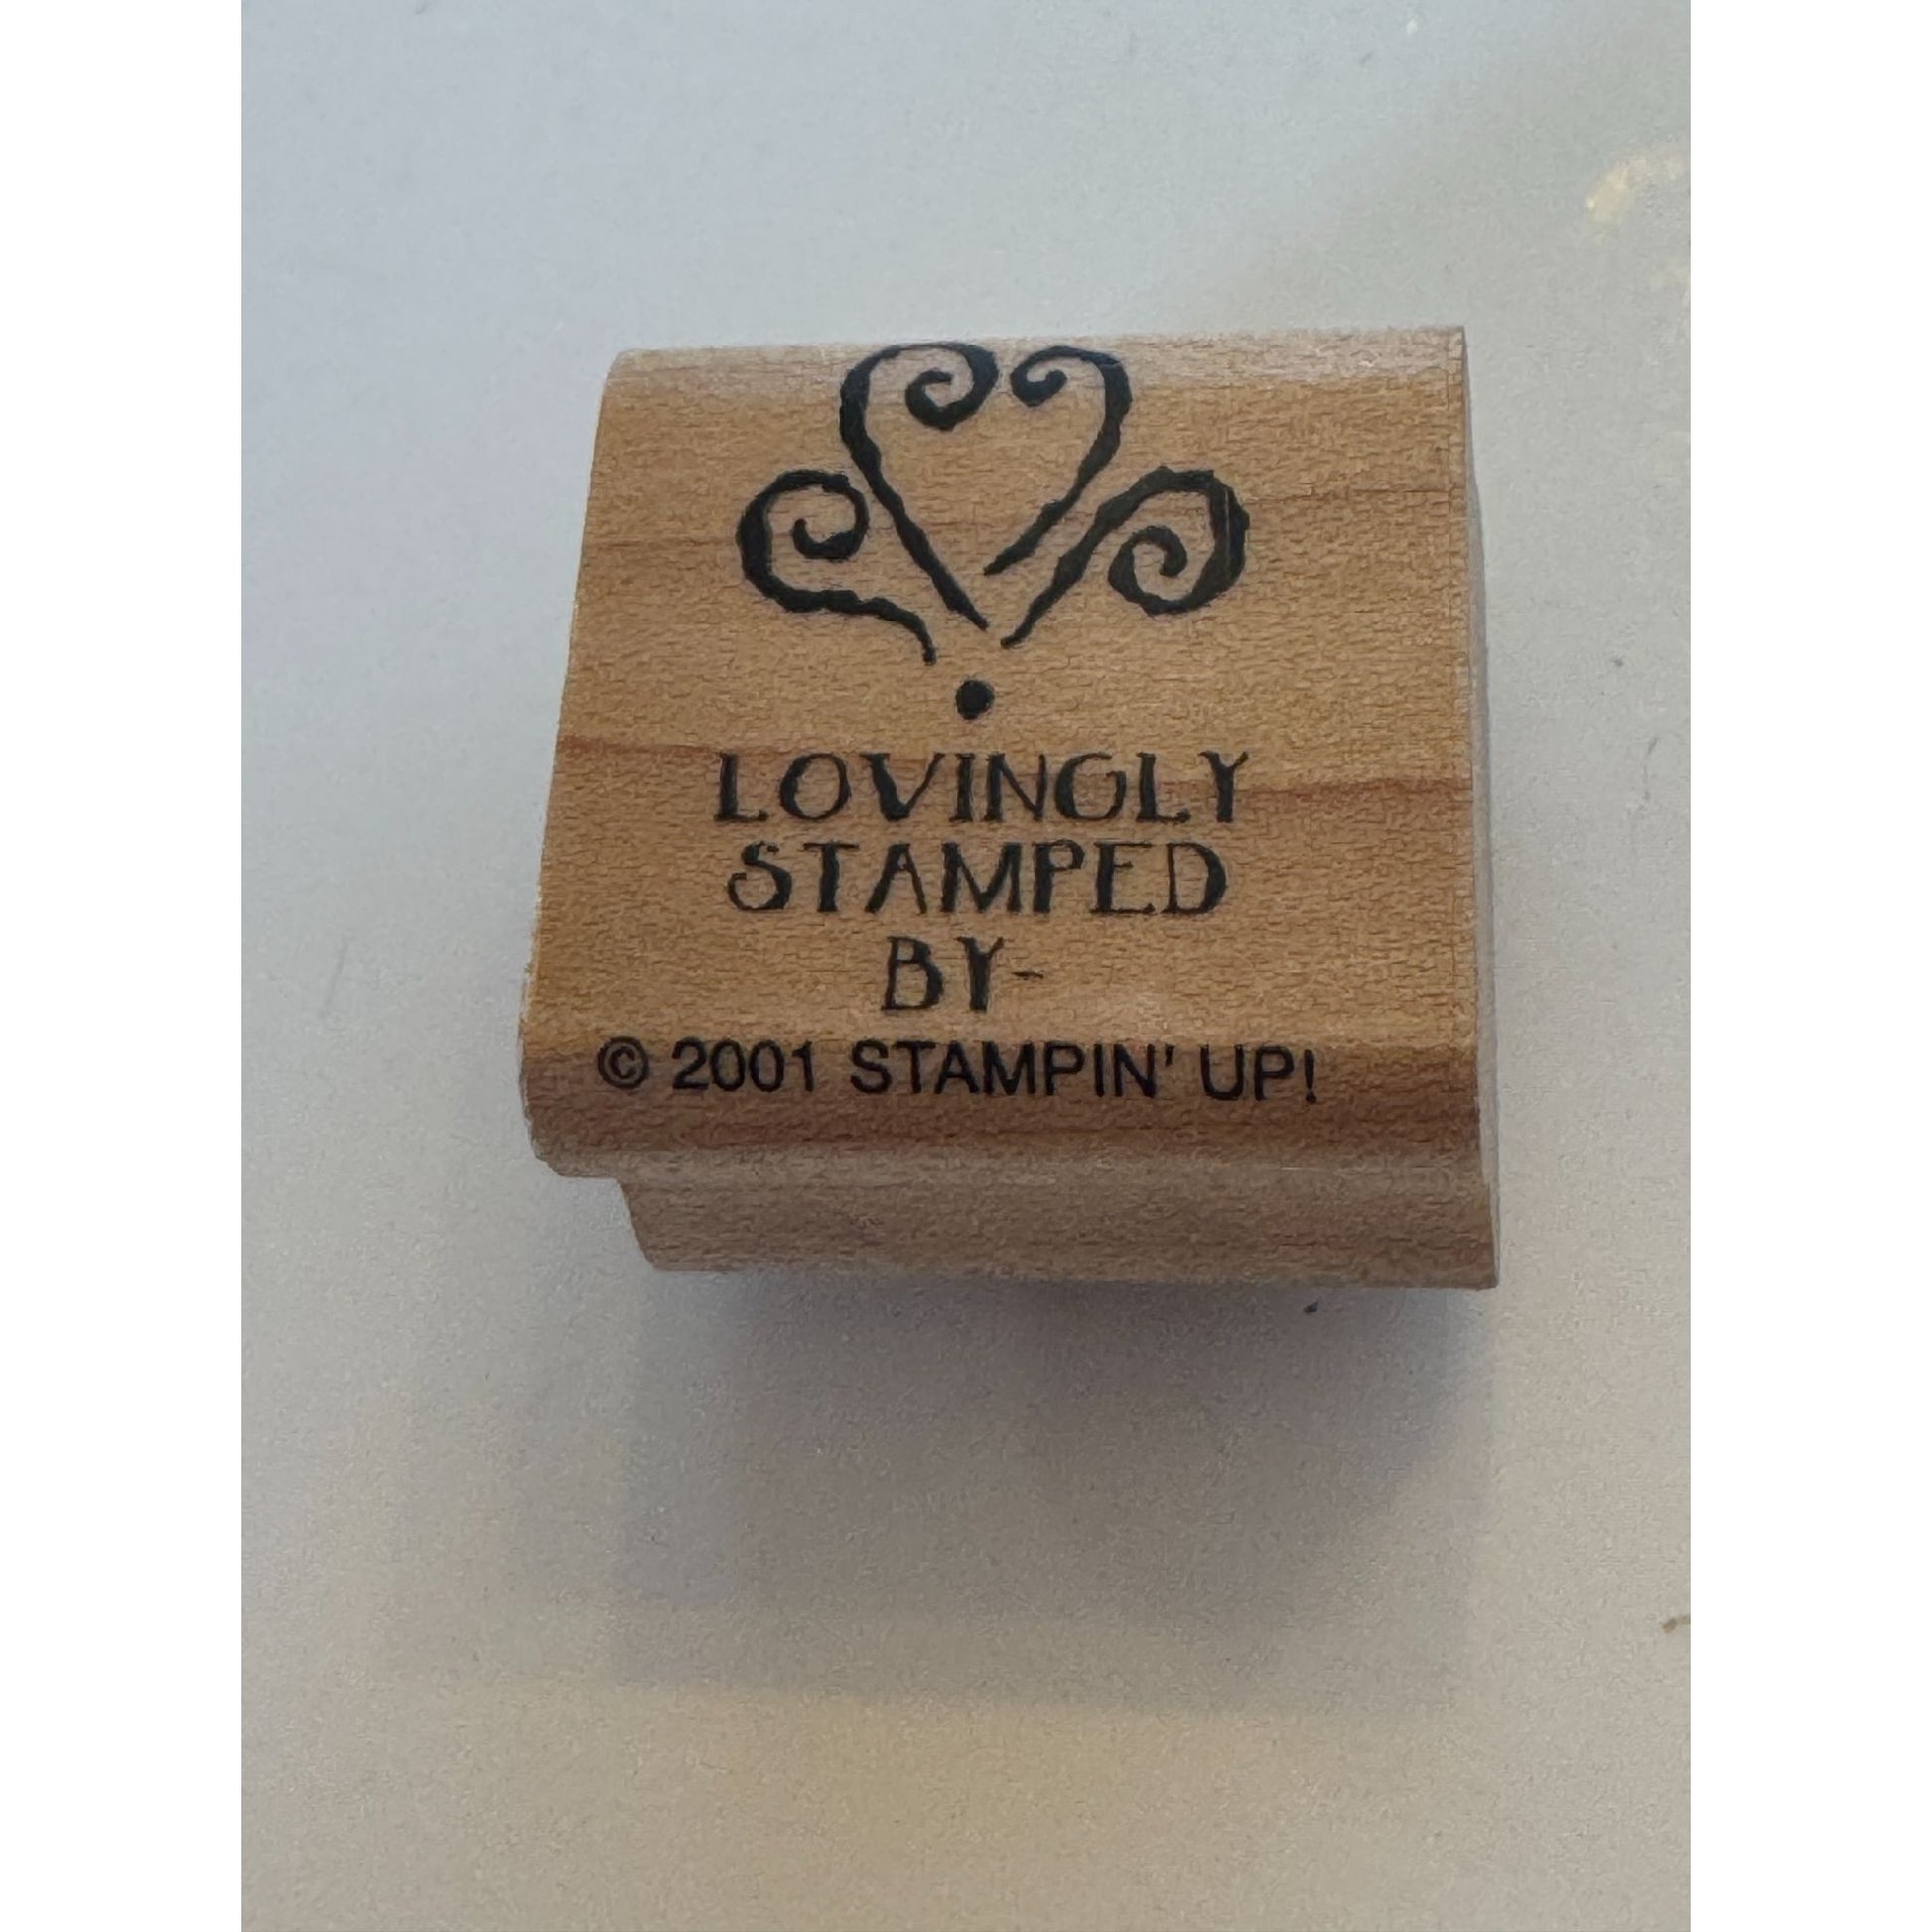 LOVINGLY
STAMPED
BY-
© 2001 STAMPIN' UP!